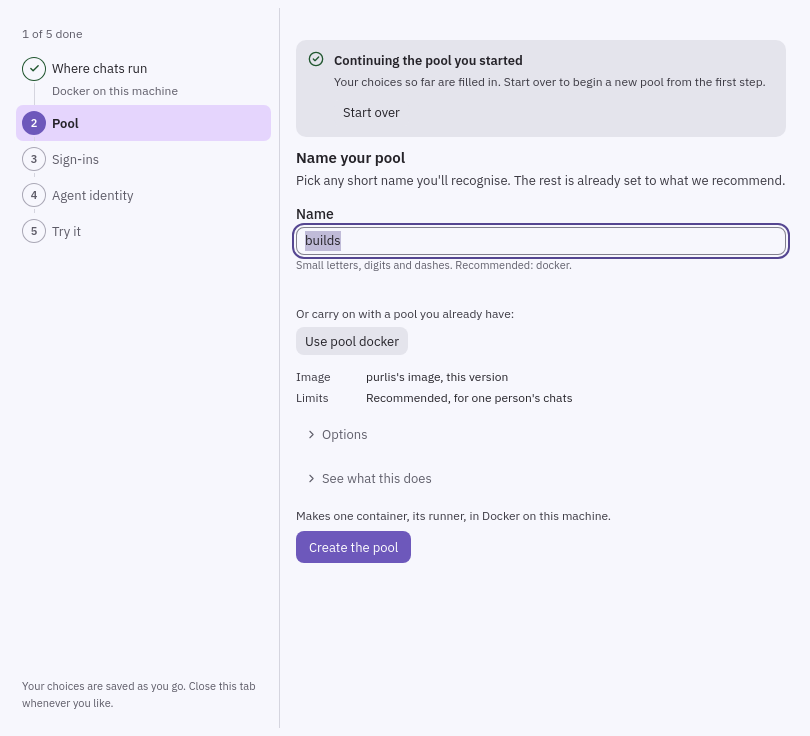 1 of 5 done
Where chats run
Docker on this machine
2 Pool
3 Sign-ins
4 Agent identity
5 Try it
Your choices are saved as you go. Close this tab
whenever you like.
Continuing the pool you started
Your choices so far are filled in. Start over to begin a new pool from the first step.
Start over
Name your pool
Pick any short name you'll recognise. The rest is already set to what we recommend.
Name
builds
Small letters, digits and dashes. Recommended: docker.
Or carry on with a pool you already have:
Use pool docker
Image purlis's image, this version
Limits Recommended, for one person's chats
Options
See what this does
Makes one container, its runner, in Docker on this machine.
Create the pool